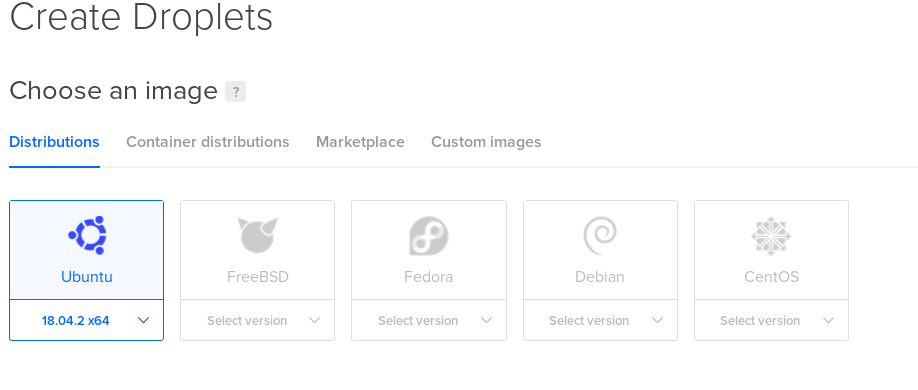 Create Droplets
Choose an image ?
Distributions Container distributions Marketplace Custom images
Ubuntu FreeBSD Fedora Debian CentOS
18.04.2 x64 Select version Select version Select version Select version